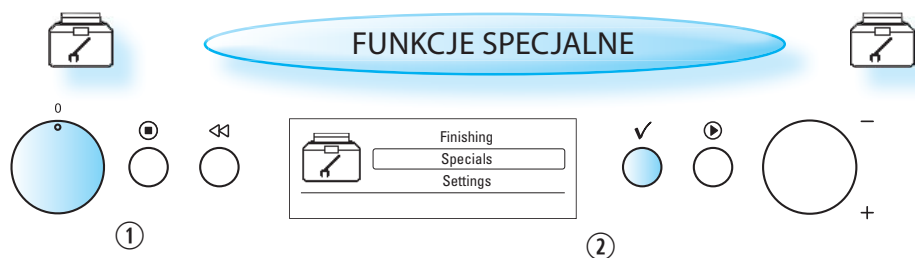 FUNKCJE SPECJALNE
0
Finishing
Specials
Settings
−
+
① ②